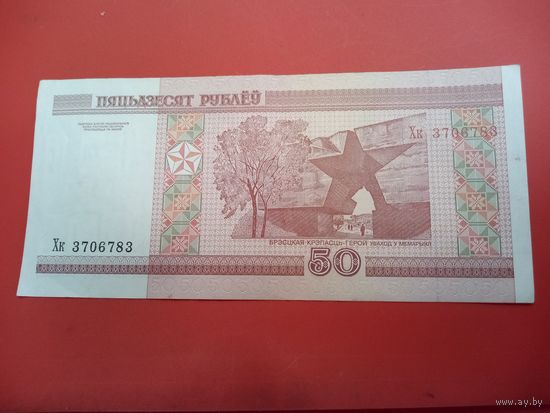 ПЯЦЬДЗЕСЯТ РУБЛЁЎ
Хк 3706783
Хк 3706783
БРЭСЦКАЯ КРЭПАСЦЬ-ГЕРОЙ УВАХОД У МЕМАРЫЯЛ
50
www.ay.by